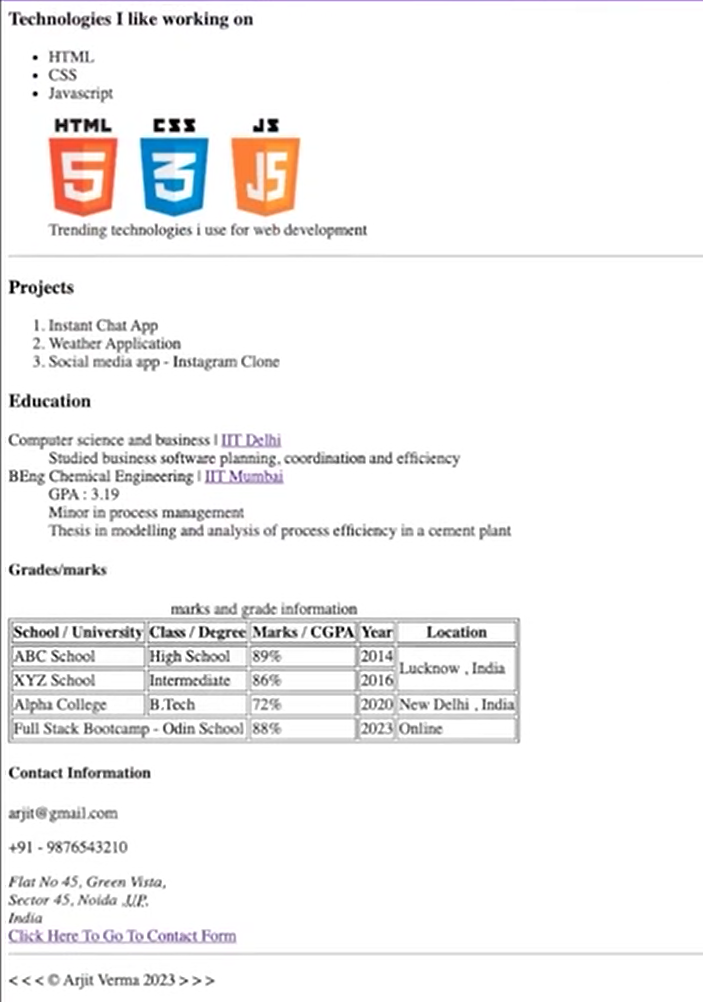 Technologies I like working on
• HTML
• CSS
• Javascript
HTML CSS JS
5 3 JS
Trending technologies i use for web development
Projects
1. Instant Chat App
2. Weather Application
3. Social media app - Instagram Clone
Education
Computer science and business | IIT Delhi
Studied business software planning, coordination and efficiency
BEng Chemical Engineering | IIT Mumbai
GPA : 3.19
Minor in process management
Thesis in modelling and analysis of process efficiency in a cement plant
Grades/marks
marks and grade information
School / University Class / Degree Marks / CGPA Year Location
ABC School High School 89% 2014 Lucknow , India
XYZ School Intermediate 86% 2016
Alpha College B.Tech 72% 2020 New Delhi , India
Full Stack Bootcamp - Odin School 88% 2023 Online
Contact Information
arjit@gmail.com
+91 - 9876543210
Flat No 45, Green Vista,
Sector 45, Noida ,U.P.
India
Click Here To Go To Contact Form
< < < © Arjit Verma 2023 > > >